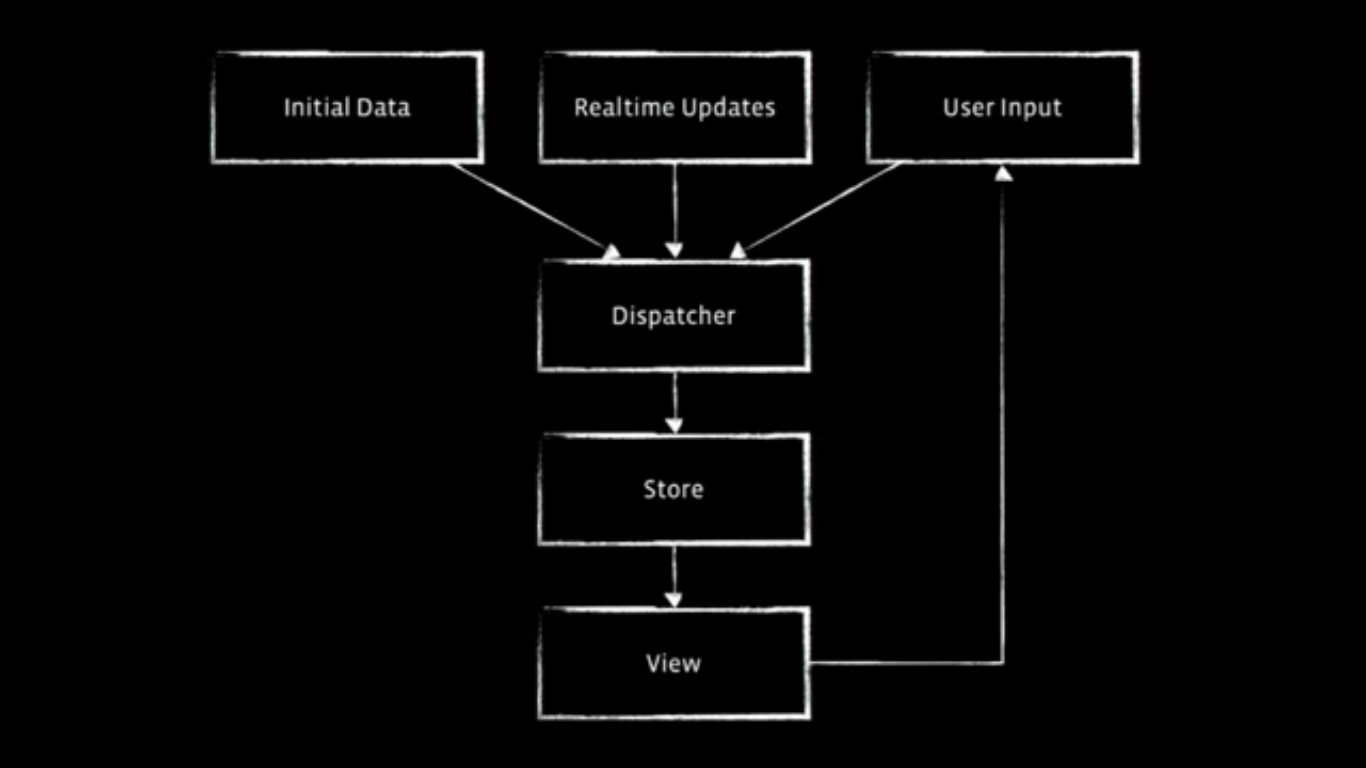 Initial Data
Realtime Updates
User Input
Dispatcher
Store
View